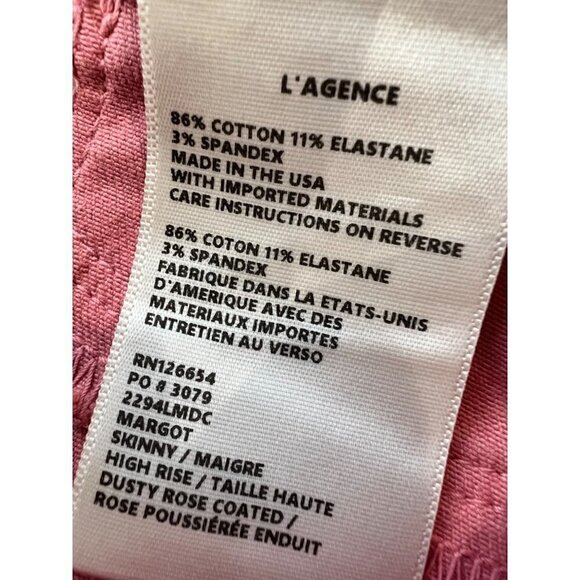 L'AGENCE
86% COTTON 11% ELASTANE
3% SPANDEX
MADE IN THE USA
WITH IMPORTED MATERIALS
CARE INSTRUCTIONS ON REVERSE
86% COTON 11% ELASTANE
3% SPANDEX
FABRIQUE DANS LA ETATS-UNIS
D'AMERIQUE AVEC DES
MATERIAUX IMPORTES
ENTRETIEN AU VERSO
RN126654
PO # 3079
2294LMDC
MARGOT
SKINNY / MAIGRE
HIGH RISE / TAILLE HAUTE
DUSTY ROSE COATED /
ROSE POUSSIÉRÉE ENDUIT